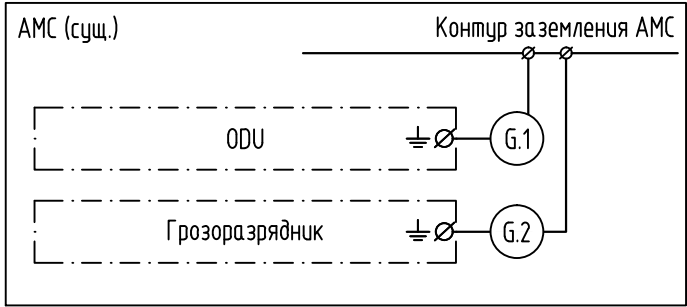 АМС (сущ.)
Контур заземления АМС
ODU
G.1
Грозоразрядник
G.2